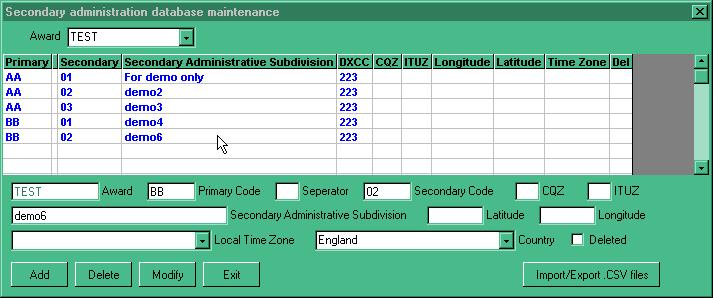 Secondary administration database maintenance
Award TEST
Primary Secondary Secondary Administrative Subdivision DXCC CQZ ITUZ Longitude Latitude Time Zone Del
AA 01 For demo only 223
AA 02 demo2 223
AA 03 demo3 223
BB 01 demo4 223
BB 02 demo6 223
TEST Award BB Primary Code Seperator 02 Secondary Code CQZ ITUZ
demo6 Secondary Administrative Subdivision Latitude Longitude
Local Time Zone England Country Deleted
Add Delete Modify Exit Import/Export .CSV files